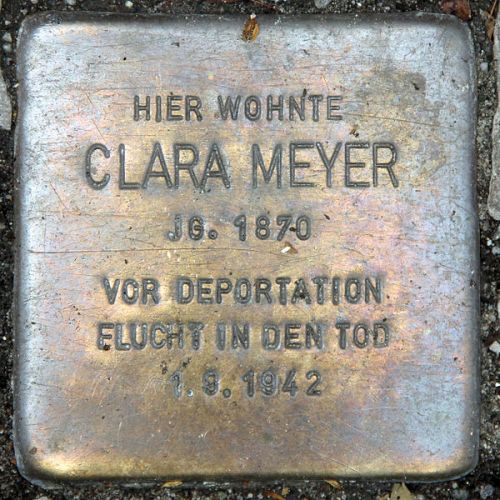 HIER WOHNTE
CLARA MEYER
JG. 1870
VOR DEPORTATION
FLUCHT IN DEN TOD
1.9.1942